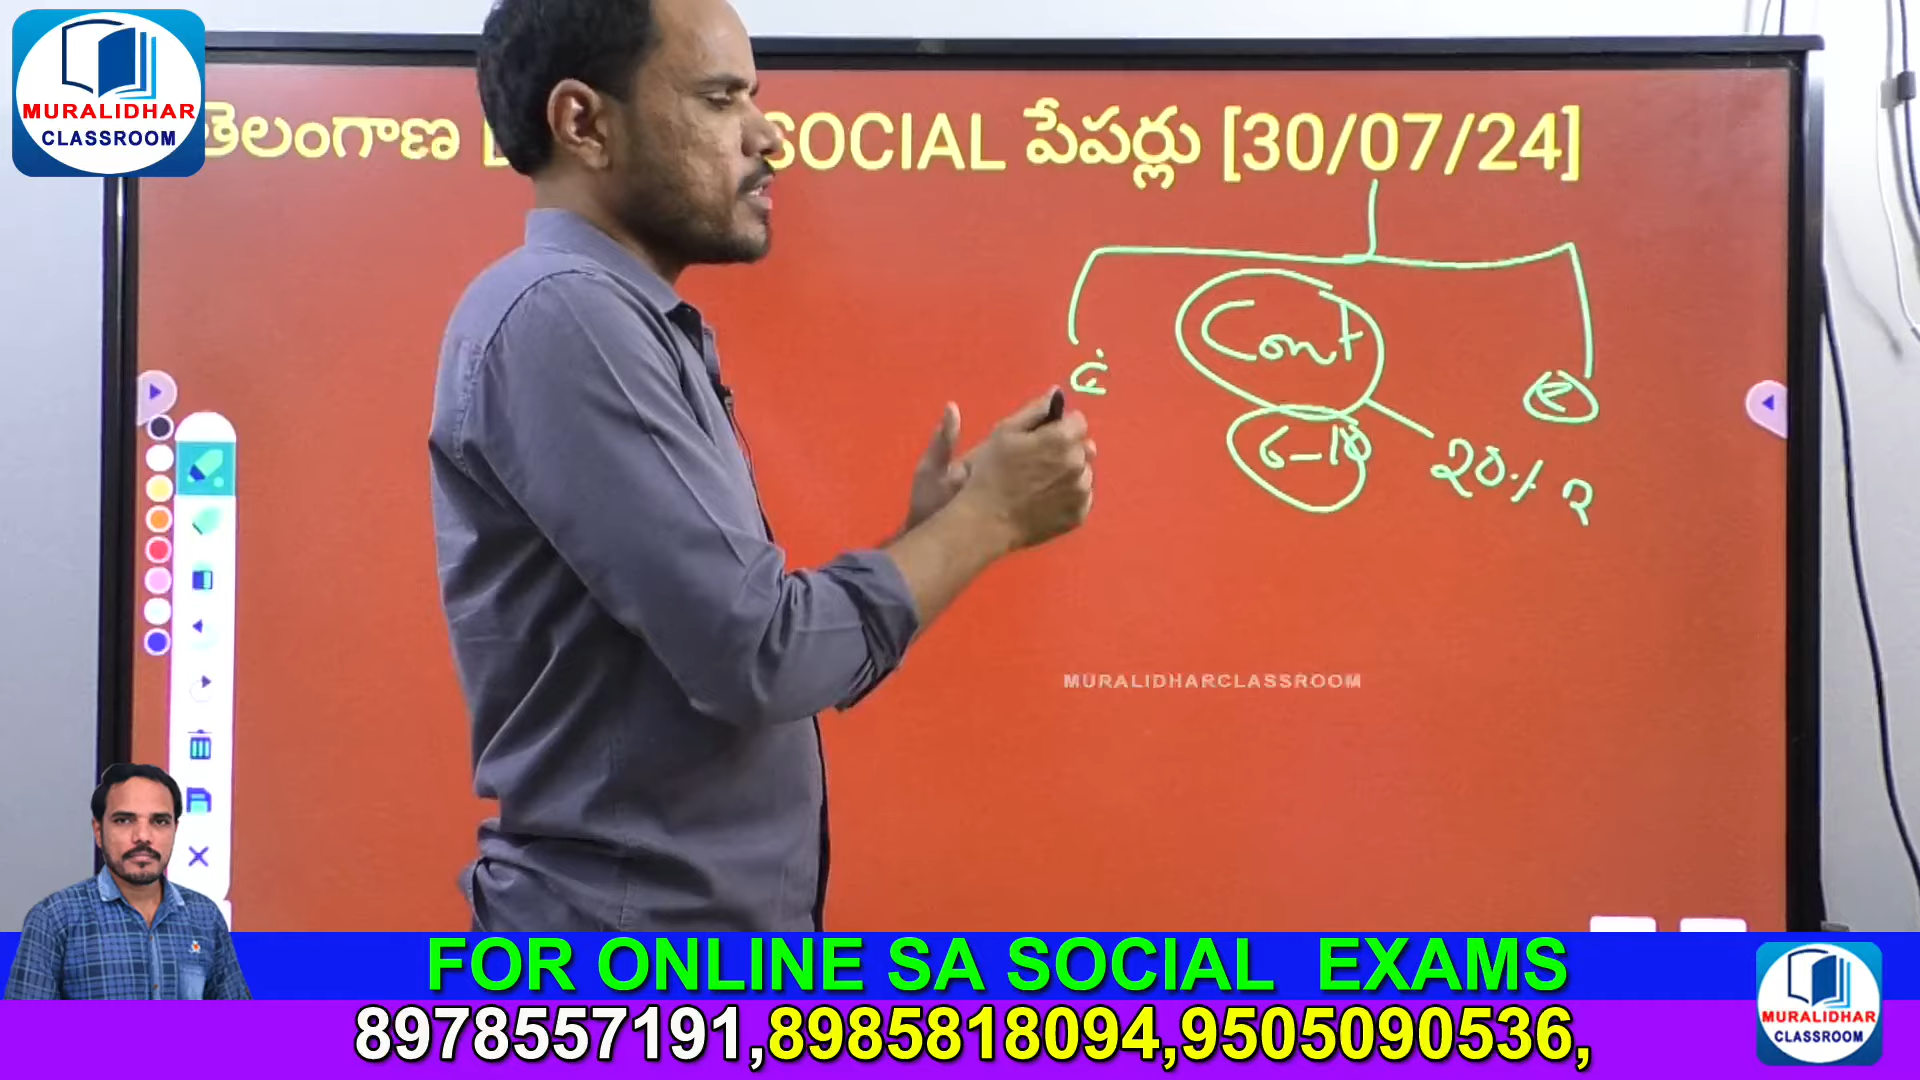 MURALIDHAR
CLASSROOM
తెలంగాణ SOCIAL పేపర్లు [30/07/24]
Cont
6-10
20% 2
MURALIDHARCLASSROOM
FOR ONLINE SA SOCIAL EXAMS
8978557191,8985818094,9505090536,
MURALIDHAR
CLASSROOM